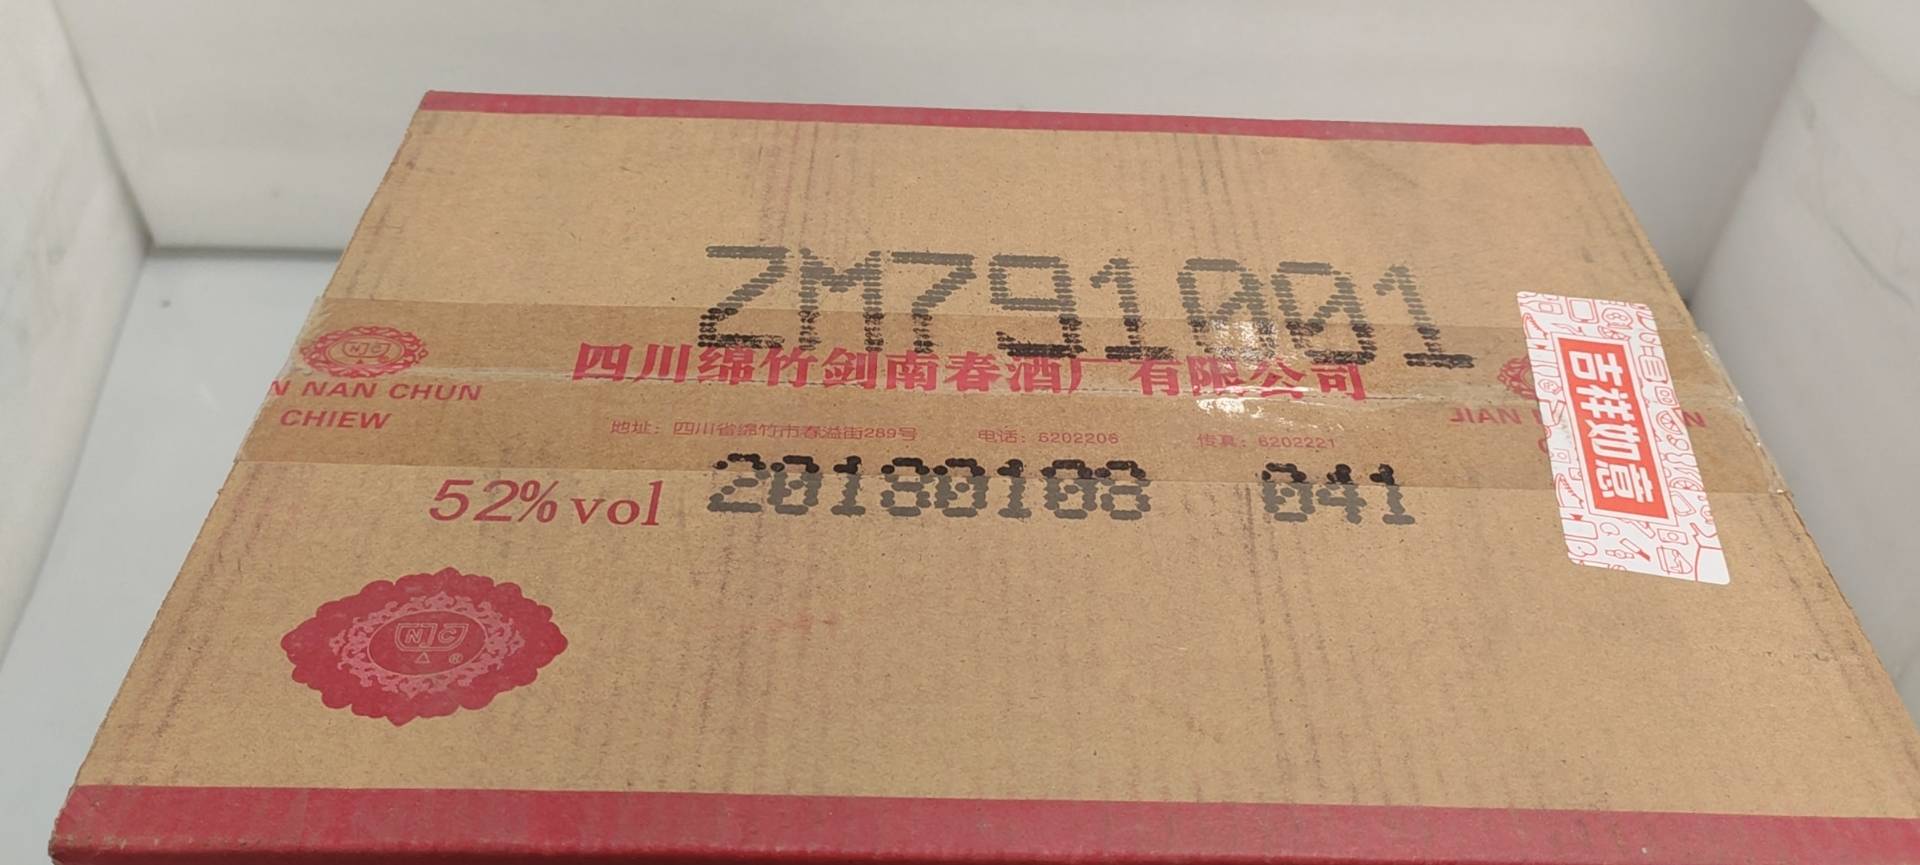 ZM791001
四川绵竹剑南春酒厂有限公司
N NAN CHUN
CHIEW
JIAN
N
地址：四川省绵竹市春溢街289号 电话：6202206 传真：6202221
吉祥如意
52% vol 20180108 041
NJC
NJC
®